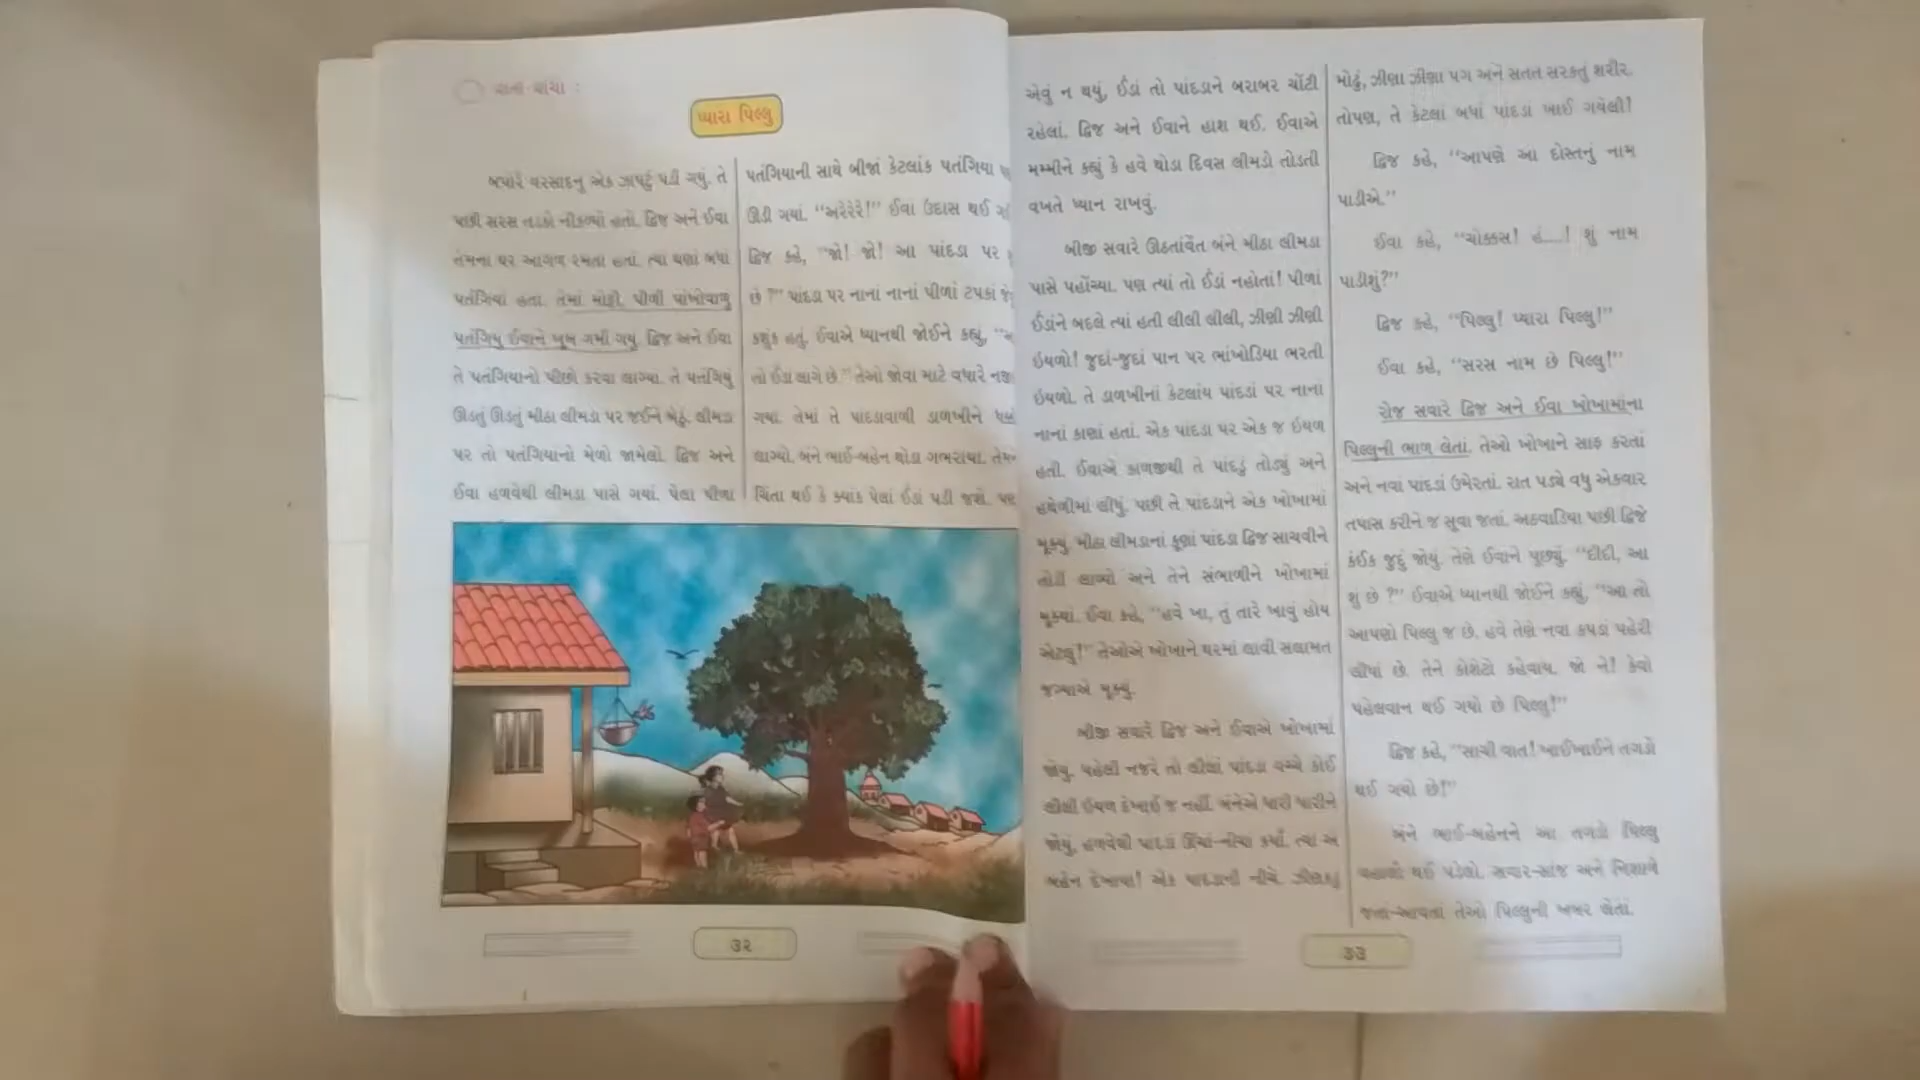 વાર્તા-ચાર્ચા :
પ્યારા પિલ્લુ
બપોરે વરસાદનું એક ઝાપટું પડી ગયું. તે
પછી સરસ તડકો નીકળ્યો હતો. દ્વિજ અને ઈવા
તેમના ઘર આગળ રમતાં હતાં. ત્યાં ઘણાં બધાં
પતંગિયાં હતાં. તેમાં મોટ્ટી, પીળી પાંખોવાળું
પતંગિયું ઈવાને ખૂબ ગમી ગયું. દ્વિજ અને ઈવા
તે પતંગિયાનો પીછો કરવા લાગ્યા. તે પતંગિયું
ઊડતું ઊડતું મીઠા લીમડા પર જઈને બેઠું. લીમડા
પર તો પતંગિયાનો મેળો જામેલો. દ્વિજ અને
ઈવા હળવેથી લીમડા પાસે ગયાં. પેલા પીળા
પતંગિયાની સાથે બીજાં કેટલાંક પતંગિયા
ઊડી ગયાં. “અરેરેરે!” ઈવા ઉદાસ થઈ
દ્વિજ કહે, “જો! જો! આ પાંદડા પર
છે ?” પાંદડા પર નાનાં નાનાં પીળાં ટપકાં
કશુંક હતું. ઈવાએ ધ્યાનથી જોઈને કહ્યું,
તો ઈંડા લાગે છે.” તેઓ જોવા માટે વધારે
ગયા. તેમાં તે પાંદડાવાળી ડાળખીને
લાગ્યો. બંને ભાઈ-બહેન થોડા ગભરાયા.
ચિંતા થઈ કે ક્યાંક પેલાં ઈંડાં પડી જશે. પણ
૩૨
એવું ન થયું, ઈંડાં તો પાંદડાને બરાબર ચોંટી
રહેલાં. દ્વિજ અને ઈવાને હાશ થઈ. ઈવાએ
મમ્મીને કહ્યું કે હવે થોડા દિવસ લીમડો તોડતી
વખતે ધ્યાન રાખવું.
બીજી સવારે ઊઠતાંવેંત બંને મીઠા લીમડા
પાસે પહોંચ્યા. પણ ત્યાં તો ઈંડાં નહોતાં! પીળાં
ઈંડાંને બદલે ત્યાં હતી લીલી લીલી, ઝીણી ઝીણી
ઇયળો! જુદાં-જુદાં પાન પર ભાંખોડિયા ભરતી
ઇયળો. તે ડાળખીનાં કેટલાંય પાંદડાં પર નાનાં
નાનાં કાણાં હતાં. એક પાંદડા પર એક જ ઇયળ
હતી. ઈવાએ કાળજીથી તે પાંદડું તોડ્યું અને
હથેળીમાં લીધું. પછી તે પાંદડાને એક ખોખામાં
મૂક્યું. મીઠા લીમડાનાં કૂણાં પાંદડા દ્વિજ સાચવીને
તોડી લાવ્યો અને તેને સંભાળીને ખોખામાં
મૂક્યાં. ઈવા કહે, “હવે ખા, તું તારે ખાવું હોય
એટલું!” તેઓએ ખોખાને ઘરમાં લાવી સલામત
જગ્યાએ મૂક્યું.
બીજી સવારે દ્વિજ અને ઈવાએ ખોખામાં
જોયું. પહેલી નજરે તો લીલાં પાંદડા વચ્ચે કોઈ
લીલી ઇયળ દેખાઈ જ નહીં. બંનેએ ધારી ધારીને
જોયું, હળવેથી પાંદડાં ઊંચાં-નીચાં કર્યાં. ત્યાં એ
બહેન દેખાયાં! એક પાંદડાની નીચે. ઝીણકું
મોઢું, ઝીણા ઝીણા પગ અને સતત સરકતું શરીર.
તોપણ, તે કેટલાં બધાં પાંદડાં ખાઈ ગયેલી!
દ્વિજ કહે, “આપણે આ દોસ્તનું નામ
પાડીએ.”
ઈવા કહે, “ચોક્કસ! હં....! શું નામ
પાડીશું?”
દ્વિજ કહે, “પિલ્લુ! પ્યારા પિલ્લુ!”
ઈવા કહે, “સરસ નામ છે પિલ્લુ!”
રોજ સવારે દ્વિજ અને ઈવા ખોખામાંના
પિલ્લુની ભાળ લેતાં. તેઓ ખોખાને સાફ કરતાં
અને નવાં પાંદડાં ઉમેરતાં. રાત પડ્યે વધુ એકવાર
તપાસ કરીને જ સૂવા જતાં. અઠવાડિયા પછી દ્વિજે
કંઈક જુદું જોયું. તેણે ઈવાને પૂછ્યું, “દીદી, આ
શું છે ?” ઈવાએ ધ્યાનથી જોઈને કહ્યું, “આ તો
આપણો પિલ્લુ જ છે. હવે તેણે નવાં કપડાં પહેરી
લીધાં છે. તેને કોશેટો કહેવાય. જો ને! કેવો
પહેલવાન થઈ ગયો છે પિલ્લુ!”
દ્વિજ કહે, “સાચી વાત! ખાઈખાઈને તગડો
થઈ ગયો છે!”
બંને ભાઈ-બહેનને આ તગડો પિલ્લુ
વહાલો થઈ પડેલો. સવાર-સાંજ અને નિશાળે
જતાં-આવતાં તેઓ પિલ્લુની ખબર લેતાં.
૩૩